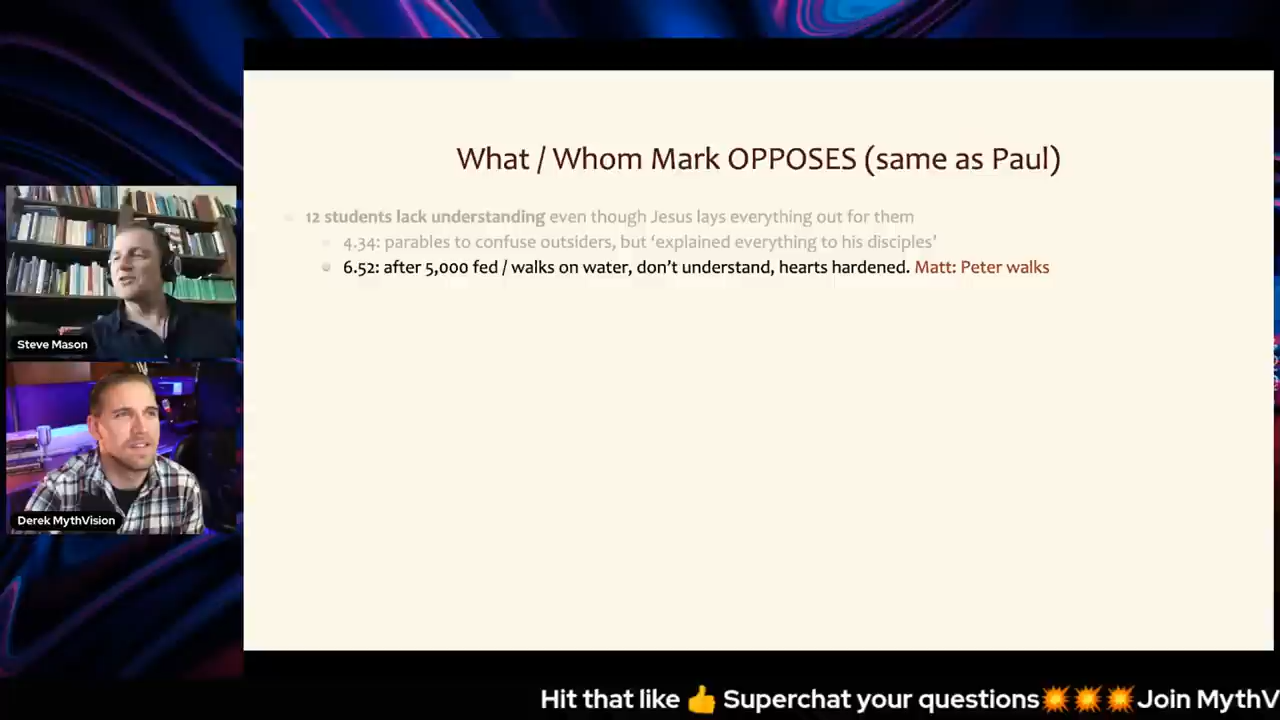 What / Whom Mark OPPOSES (same as Paul)
12 students lack understanding even though Jesus lays everything out for them
4.34: parables to confuse outsiders, but ‘explained everything to his disciples’
6.52: after 5,000 fed / walks on water, don’t understand, hearts hardened. Matt: Peter walks
Steve Mason
Derek MythVision
Hit that like 👍 Superchat your questions💥💥💥Join MythV